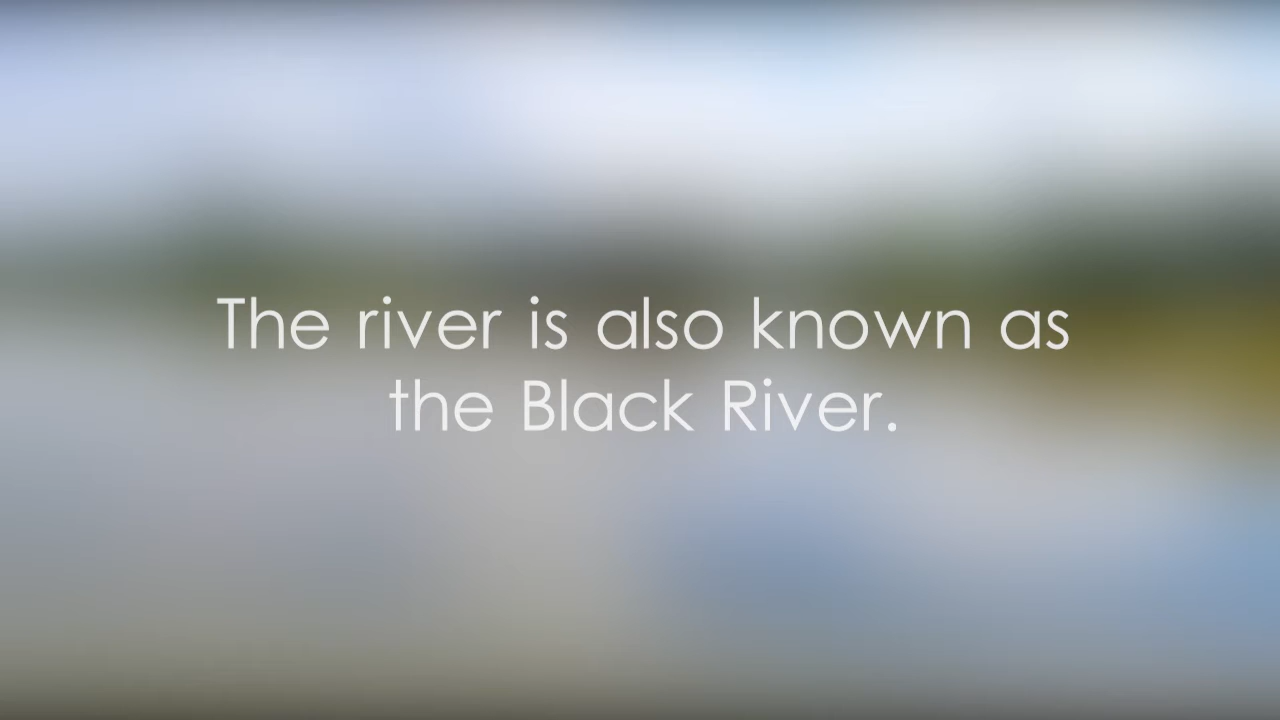 The river is also known as
the Black River.